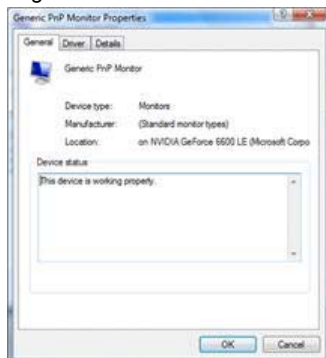 Generic PnP Monitor Properties
General Driver Details
Generic PnP Monitor
Device type: Monitors
Manufacturer: (Standard monitor types)
Location: on NVIDIA GeForce 6600 LE (Microsoft Corpo
Device status
This device is working properly.
OK Cancel